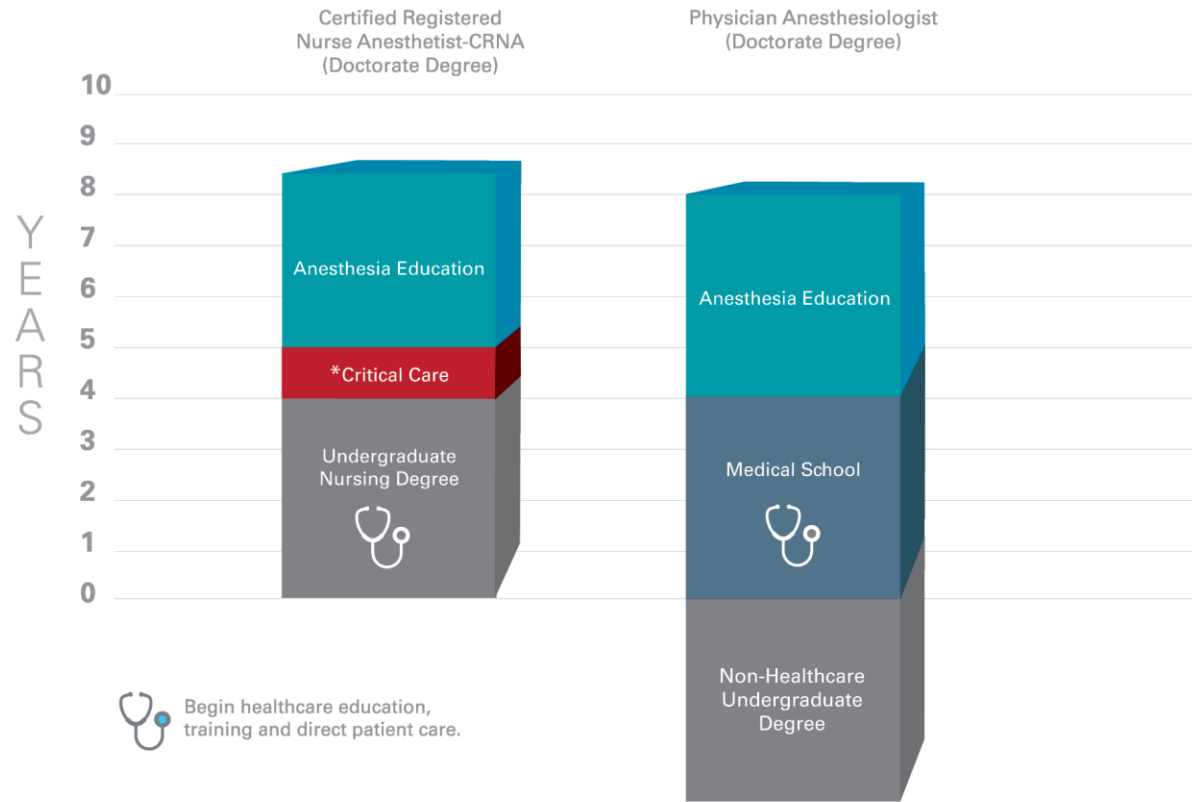 Certified Registered
Nurse Anesthetist-CRNA
(Doctorate Degree)
Physician Anesthesiologist
(Doctorate Degree)
YEARS
10
9
8
7
6
5
4
3
2
1
0
Anesthesia Education
*Critical Care
Undergraduate
Nursing Degree
Anesthesia Education
Medical School
Non-Healthcare
Undergraduate
Degree
Begin healthcare education,
training and direct patient care.